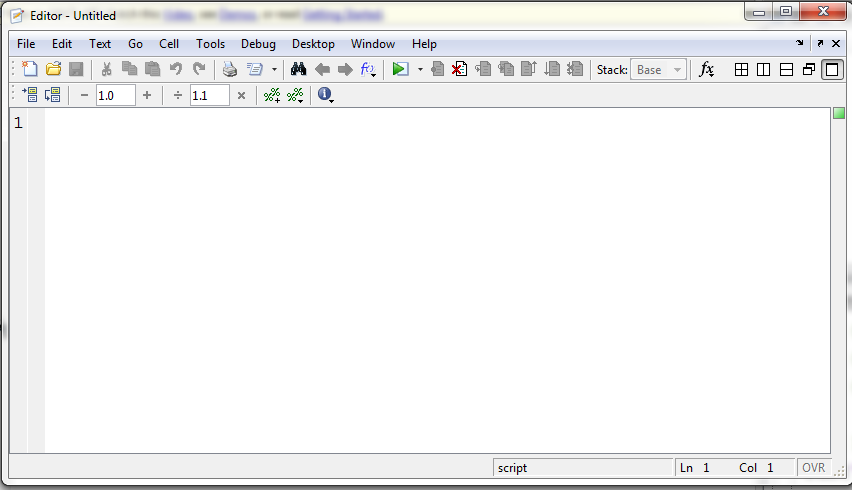 Editor - Untitled
File Edit Text Go Cell Tools Debug Desktop Window Help
Stack: Base fx
1.0 1.1
1
script Ln 1 Col 1 OVR